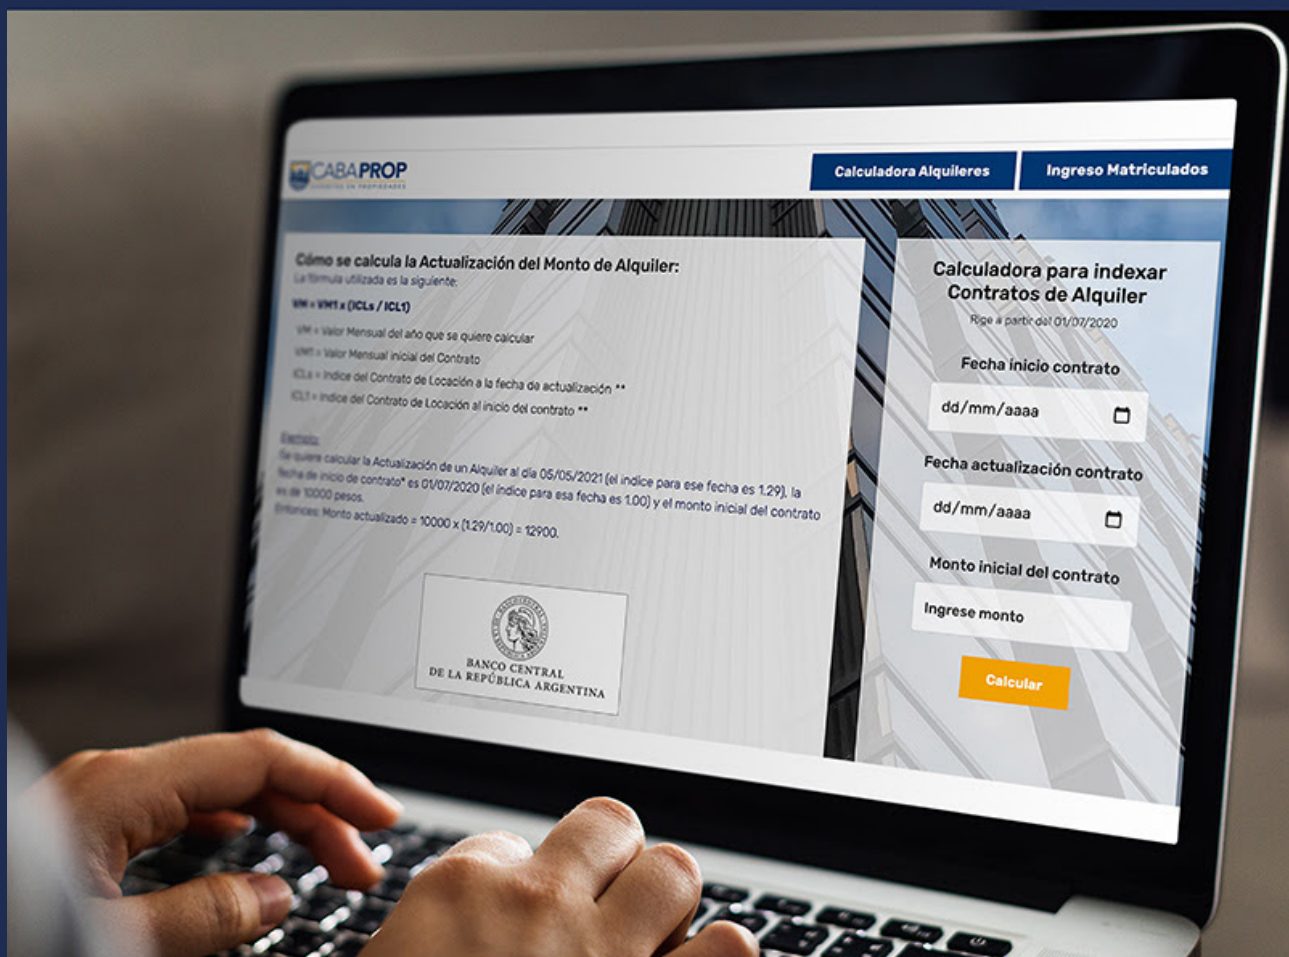 CABAPROP
EXPERTOS EN PROPIEDADES
Calculadora Alquileres
Ingreso Matriculados
Cómo se calcula la Actualización del Monto de Alquiler:
La fórmula utilizada es la siguiente:
VM = VM1 x (ICLs / ICL1)
VM = Valor Mensual del año que se quiere calcular
VM1 = Valor Mensual inicial del Contrato
ICLs = Indice del Contrato de Locación a la fecha de actualización **
ICL1 = Indice del Contrato de Locación al inicio del contrato **
Ejemplo:
Se quiere calcular la Actualización de un Alquiler al día 05/05/2021 (el indice para ese fecha es 1.29), la
fecha de inicio de contrato* es 01/07/2020 (el índice para esa fecha es 1.00) y el monto inicial del contrato
es de 10000 pesos.
Entonces: Monto actualizado = 10000 x (1.29/1.00) = 12900.
BANCO CENTRAL
DE LA REPÚBLICA ARGENTINA
Calculadora para indexar
Contratos de Alquiler
Rige a partir del 01/07/2020
Fecha inicio contrato
dd/mm/aaaa
Fecha actualización contrato
dd/mm/aaaa
Monto inicial del contrato
Ingrese monto
Calcular